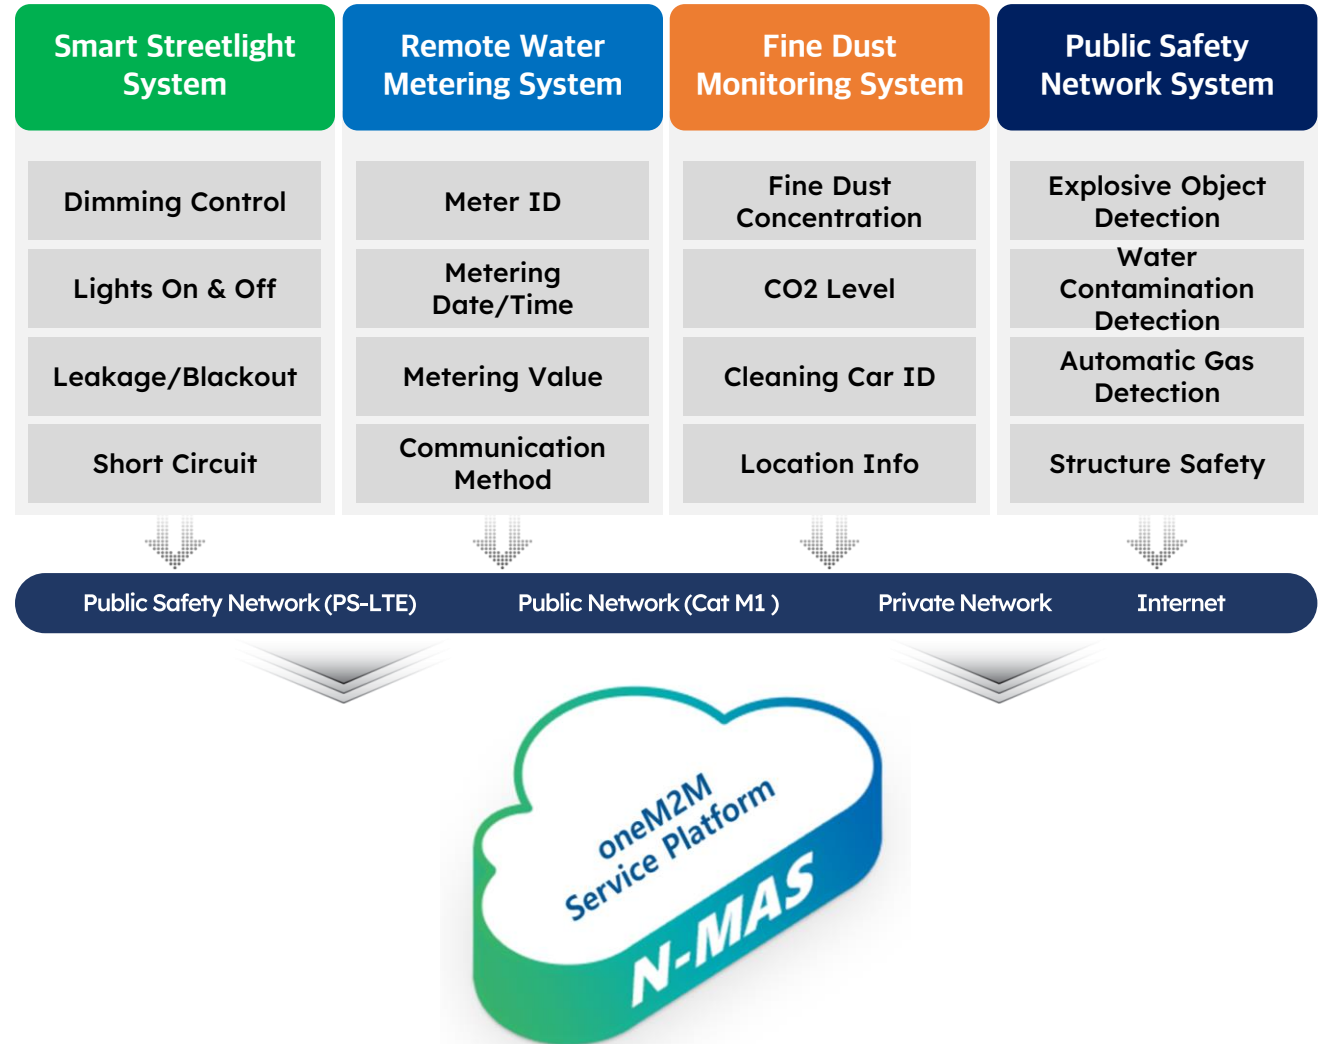 Smart Streetlight
System
Remote Water
Metering System
Fine Dust
Monitoring System
Public Safety
Network System
Dimming Control
Lights On & Off
Leakage/Blackout
Short Circuit
Meter ID
Metering
Date/Time
Metering Value
Communication
Method
Fine Dust
Concentration
CO2 Level
Cleaning Car ID
Location Info
Explosive Object
Detection
Water
Contamination
Detection
Automatic Gas
Detection
Structure Safety
Public Safety Network (PS-LTE)
Public Network (Cat M1 )
Private Network
Internet
oneM2M
Service Platform
N-MAS